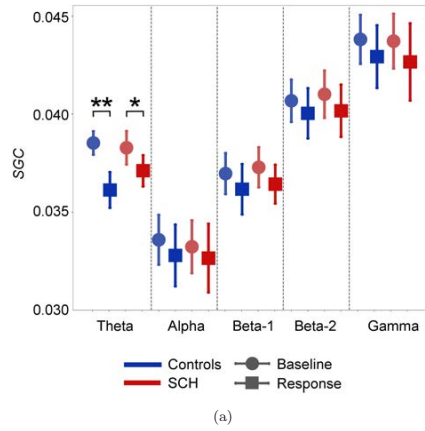 0.045
0.040
0.035
0.030
SGC
** *
Theta Alpha Beta-1 Beta-2 Gamma
Controls Baseline
SCH Response
(a)